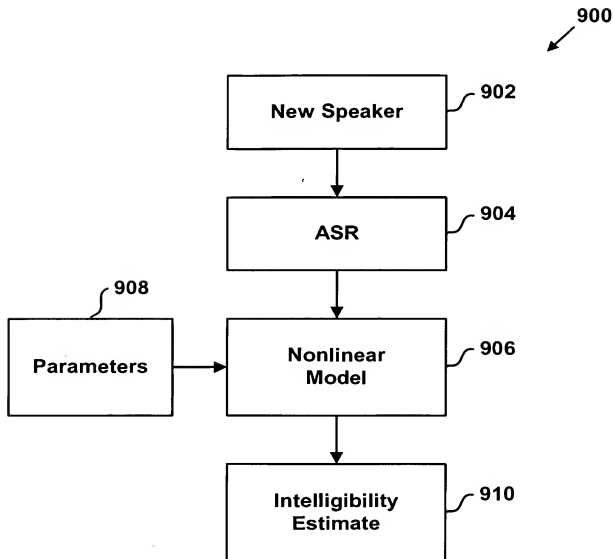 900
New Speaker
902
ASR
904
908
Parameters
Nonlinear
Model
906
Intelligibility
Estimate
910